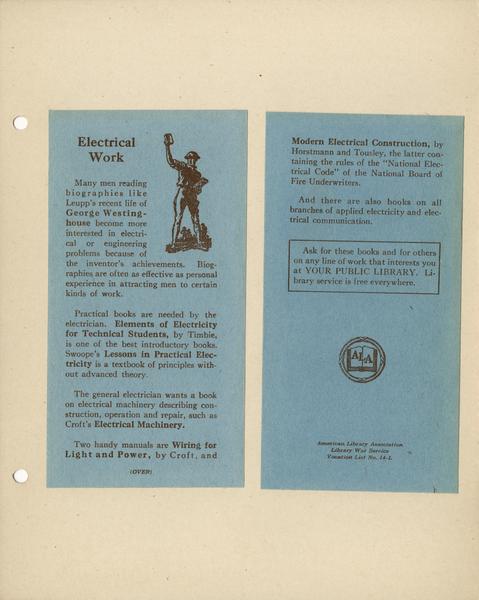 Electrical
Work
Many men reading
biographies like
Leupp's recent life of
George Westing-
house become more
interested in electri-
cal or engineering
problems because of
the inventor's achievements. Biog-
raphies are often as effective as personal
experience in attracting men to certain
kinds of work.
Practical books are needed by the
electrician. Elements of Electricity
for Technical Students, by Timbie,
is one of the best introductory books.
Swoope's Lessons in Practical Elec-
tricity is a textbook of principles with-
out advanced theory.
The general electrician wants a book
on electrical machinery describing con-
struction, operation and repair, such as
Croft's Electrical Machinery.
Two handy manuals are Wiring for
Light and Power, by Croft, and
(OVER)
Modern Electrical Construction, by
Horstmann and Tousley, the latter con-
taining the rules of the "National Elec-
trical Code" of the National Board of
Fire Underwriters.
And there are also books on all
branches of applied electricity and elec-
trical communication.
Ask for these books and for others
on any line of work that interests you
at YOUR PUBLIC LIBRARY. Li-
brary service is free everywhere.
ALA
American Library Association
Library War Service
Vocation List No. 14-L